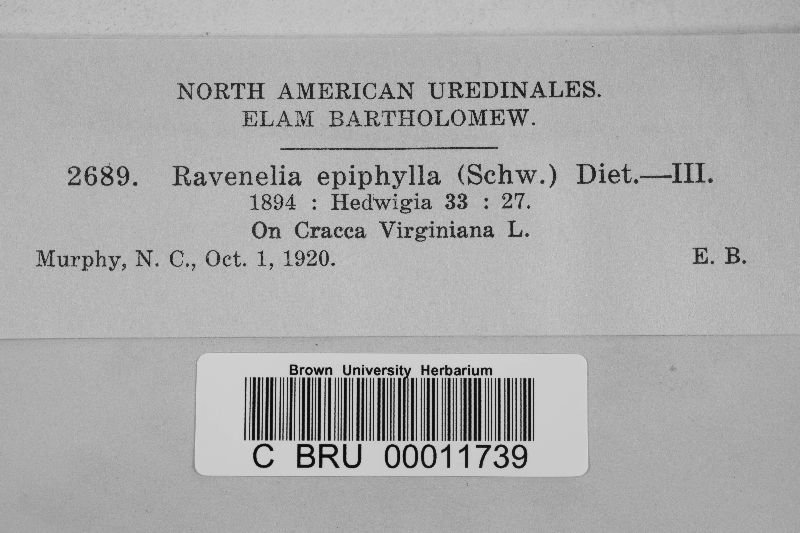 NORTH AMERICAN UREDINALES.
ELAM BARTHOLOMEW.
2689. Ravenelia epiphylla (Schw.) Diet.—III.
1894 : Hedwigia 33 : 27.
On Cracca Virginiana L.
Murphy, N. C., Oct. 1, 1920. E. B.
Brown University Herbarium
C BRU 00011739